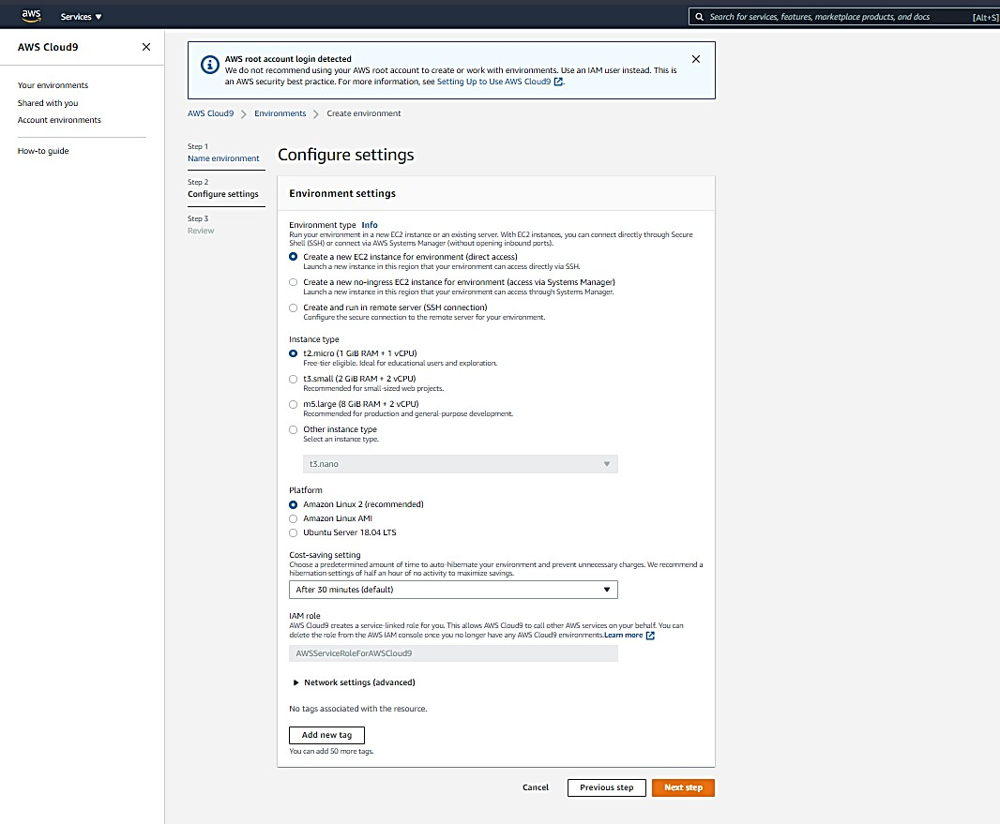 aws
Services ▼
Search for services, features, marketplace products, and docs
[Alt+S]
AWS Cloud9
Your environments
Shared with you
Account environments
How-to guide
AWS root account login detected
We do not recommend using your AWS root account to create or work with environments. Use an IAM user instead. This is
an AWS security best practice. For more information, see Setting Up to Use AWS Cloud9
AWS Cloud9 > Environments > Create environment
Step 1
Name environment
Step 2
Configure settings
Step 3
Review
Configure settings
Environment settings
Environment type Info
Run your environment in a new EC2 instance or an existing server. With EC2 instances, you can connect directly through Secure
Shell (SSH) or connect via AWS Systems Manager (without opening inbound ports).
Create a new EC2 instance for environment (direct access)
Launch a new instance in this region that your environment can access directly via SSH.
Create a new no-ingress EC2 instance for environment (access via Systems Manager)
Launch a new instance in this region that your environment can access through Systems Manager.
Create and run in remote server (SSH connection)
Configure the secure connection to the remote server for your environment.
Instance type
t2.micro (1 GiB RAM + 1 vCPU)
Free-tier eligible. Ideal for educational users and exploration.
t3.small (2 GiB RAM + 2 vCPU)
Recommended for small-sized web projects.
m5.large (8 GiB RAM + 2 vCPU)
Recommended for production and general-purpose development.
Other instance type
Select an instance type.
t3.nano
Platform
Amazon Linux 2 (recommended)
Amazon Linux AMI
Ubuntu Server 18.04 LTS
Cost-saving setting
Choose a predetermined amount of time to auto-hibernate your environment and prevent unnecessary charges. We recommend a
hibernation settings of half an hour of no activity to maximize savings.
After 30 minutes (default)
IAM role
AWS Cloud9 creates a service-linked role for you. This allows AWS Cloud9 to call other AWS services on your behalf. You can
delete the role from the AWS IAM console once you no longer have any AWS Cloud9 environments.Learn more
AWSServiceRoleForAWSCloud9
Network settings (advanced)
No tags associated with the resource.
Add new tag
You can add 50 more tags.
Cancel
Previous step
Next step